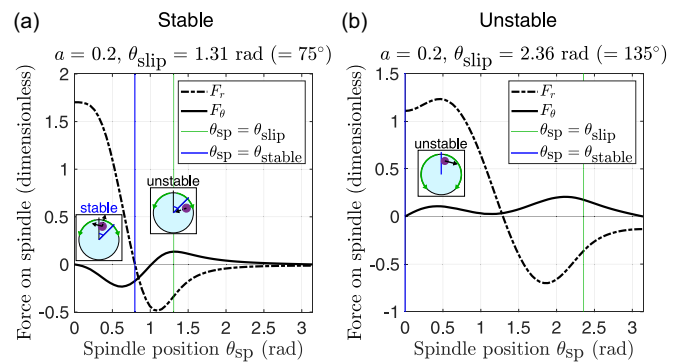 (a)
Stable
a = 0.2, θslip = 1.31 rad (= 75°)
Force on spindle (dimensionless)
2
1.5
1
0.5
0
-0.5
Fr
Fθ
θsp = θslip
θsp = θstable
stable
unstable
0 0.5 1 1.5 2 2.5 3
Spindle position θsp (rad)
(b)
Unstable
a = 0.2, θslip = 2.36 rad (= 135°)
Force on spindle (dimensionless)
1.5
1
0.5
0
-0.5
-1
Fr
Fθ
θsp = θslip
θsp = θstable
unstable
0 0.5 1 1.5 2 2.5 3
Spindle position θsp (rad)